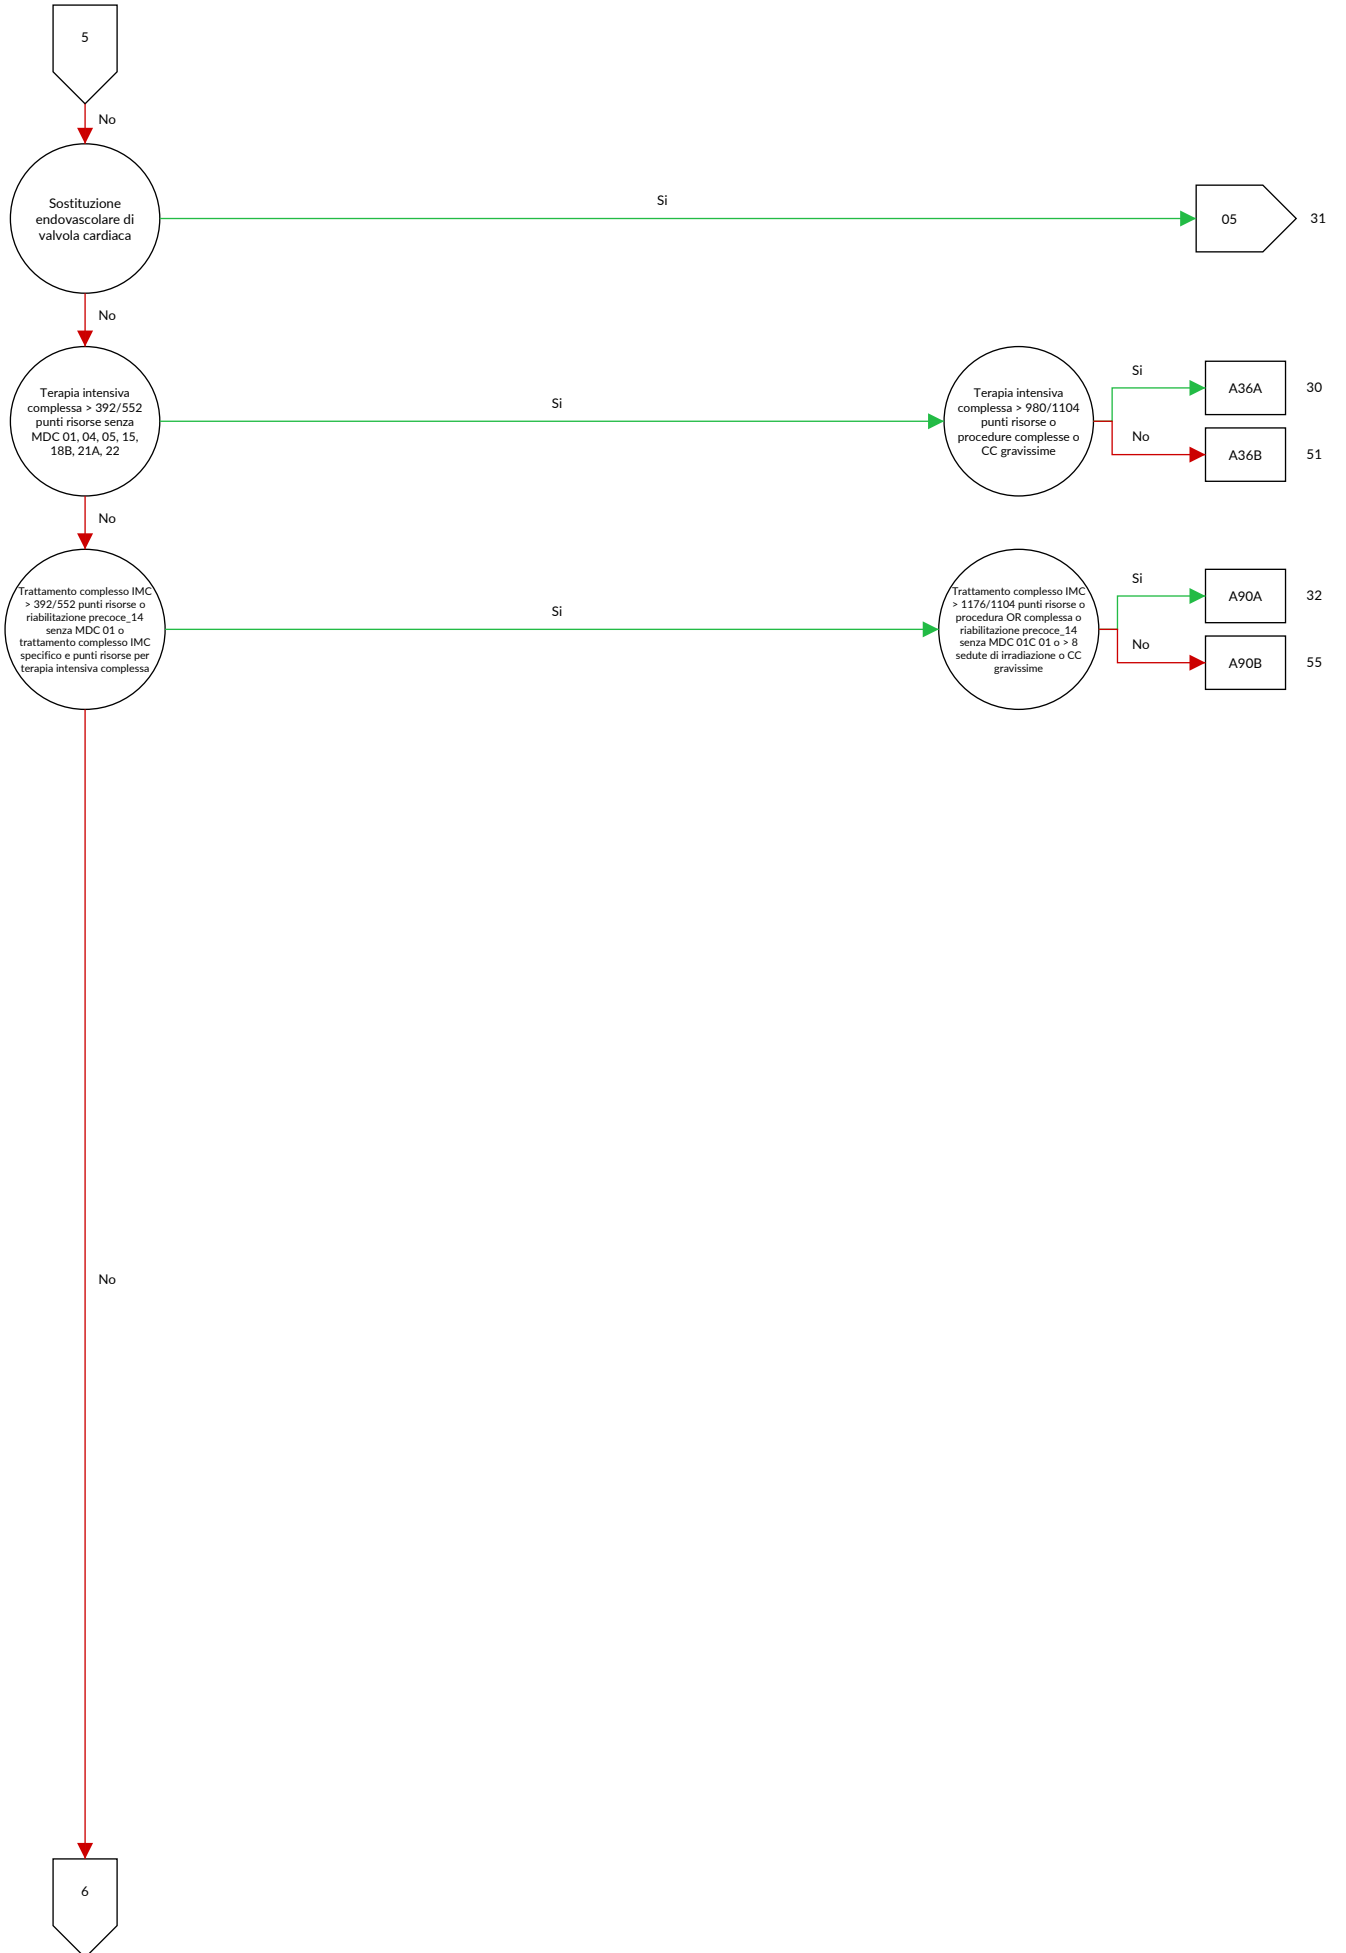 5
No
Sostituzione
endovascolare di
valvola cardiaca
Si
05
31
No
Terapia intensiva
complessa > 392/552
punti risorse senza
MDC 01, 04, 05, 15,
18B, 21A, 22
Si
Terapia intensiva
complessa > 980/1104
punti risorse o
procedure complesse o
CC gravissime
Si
A36A
30
No
A36B
51
No
Trattamento complesso IMC
> 392/552 punti risorse o
riabilitazione precoce_14
senza MDC 01 o
trattamento complesso IMC
specifico e punti risorse per
terapia intensiva complessa
Si
Trattamento complesso IMC
> 1176/1104 punti risorse o
procedura OR complessa o
riabilitazione precoce_14
senza MDC 01C 01 o > 8
sedute di irradiazione o CC
gravissime
Si
A90A
32
No
A90B
55
No
6